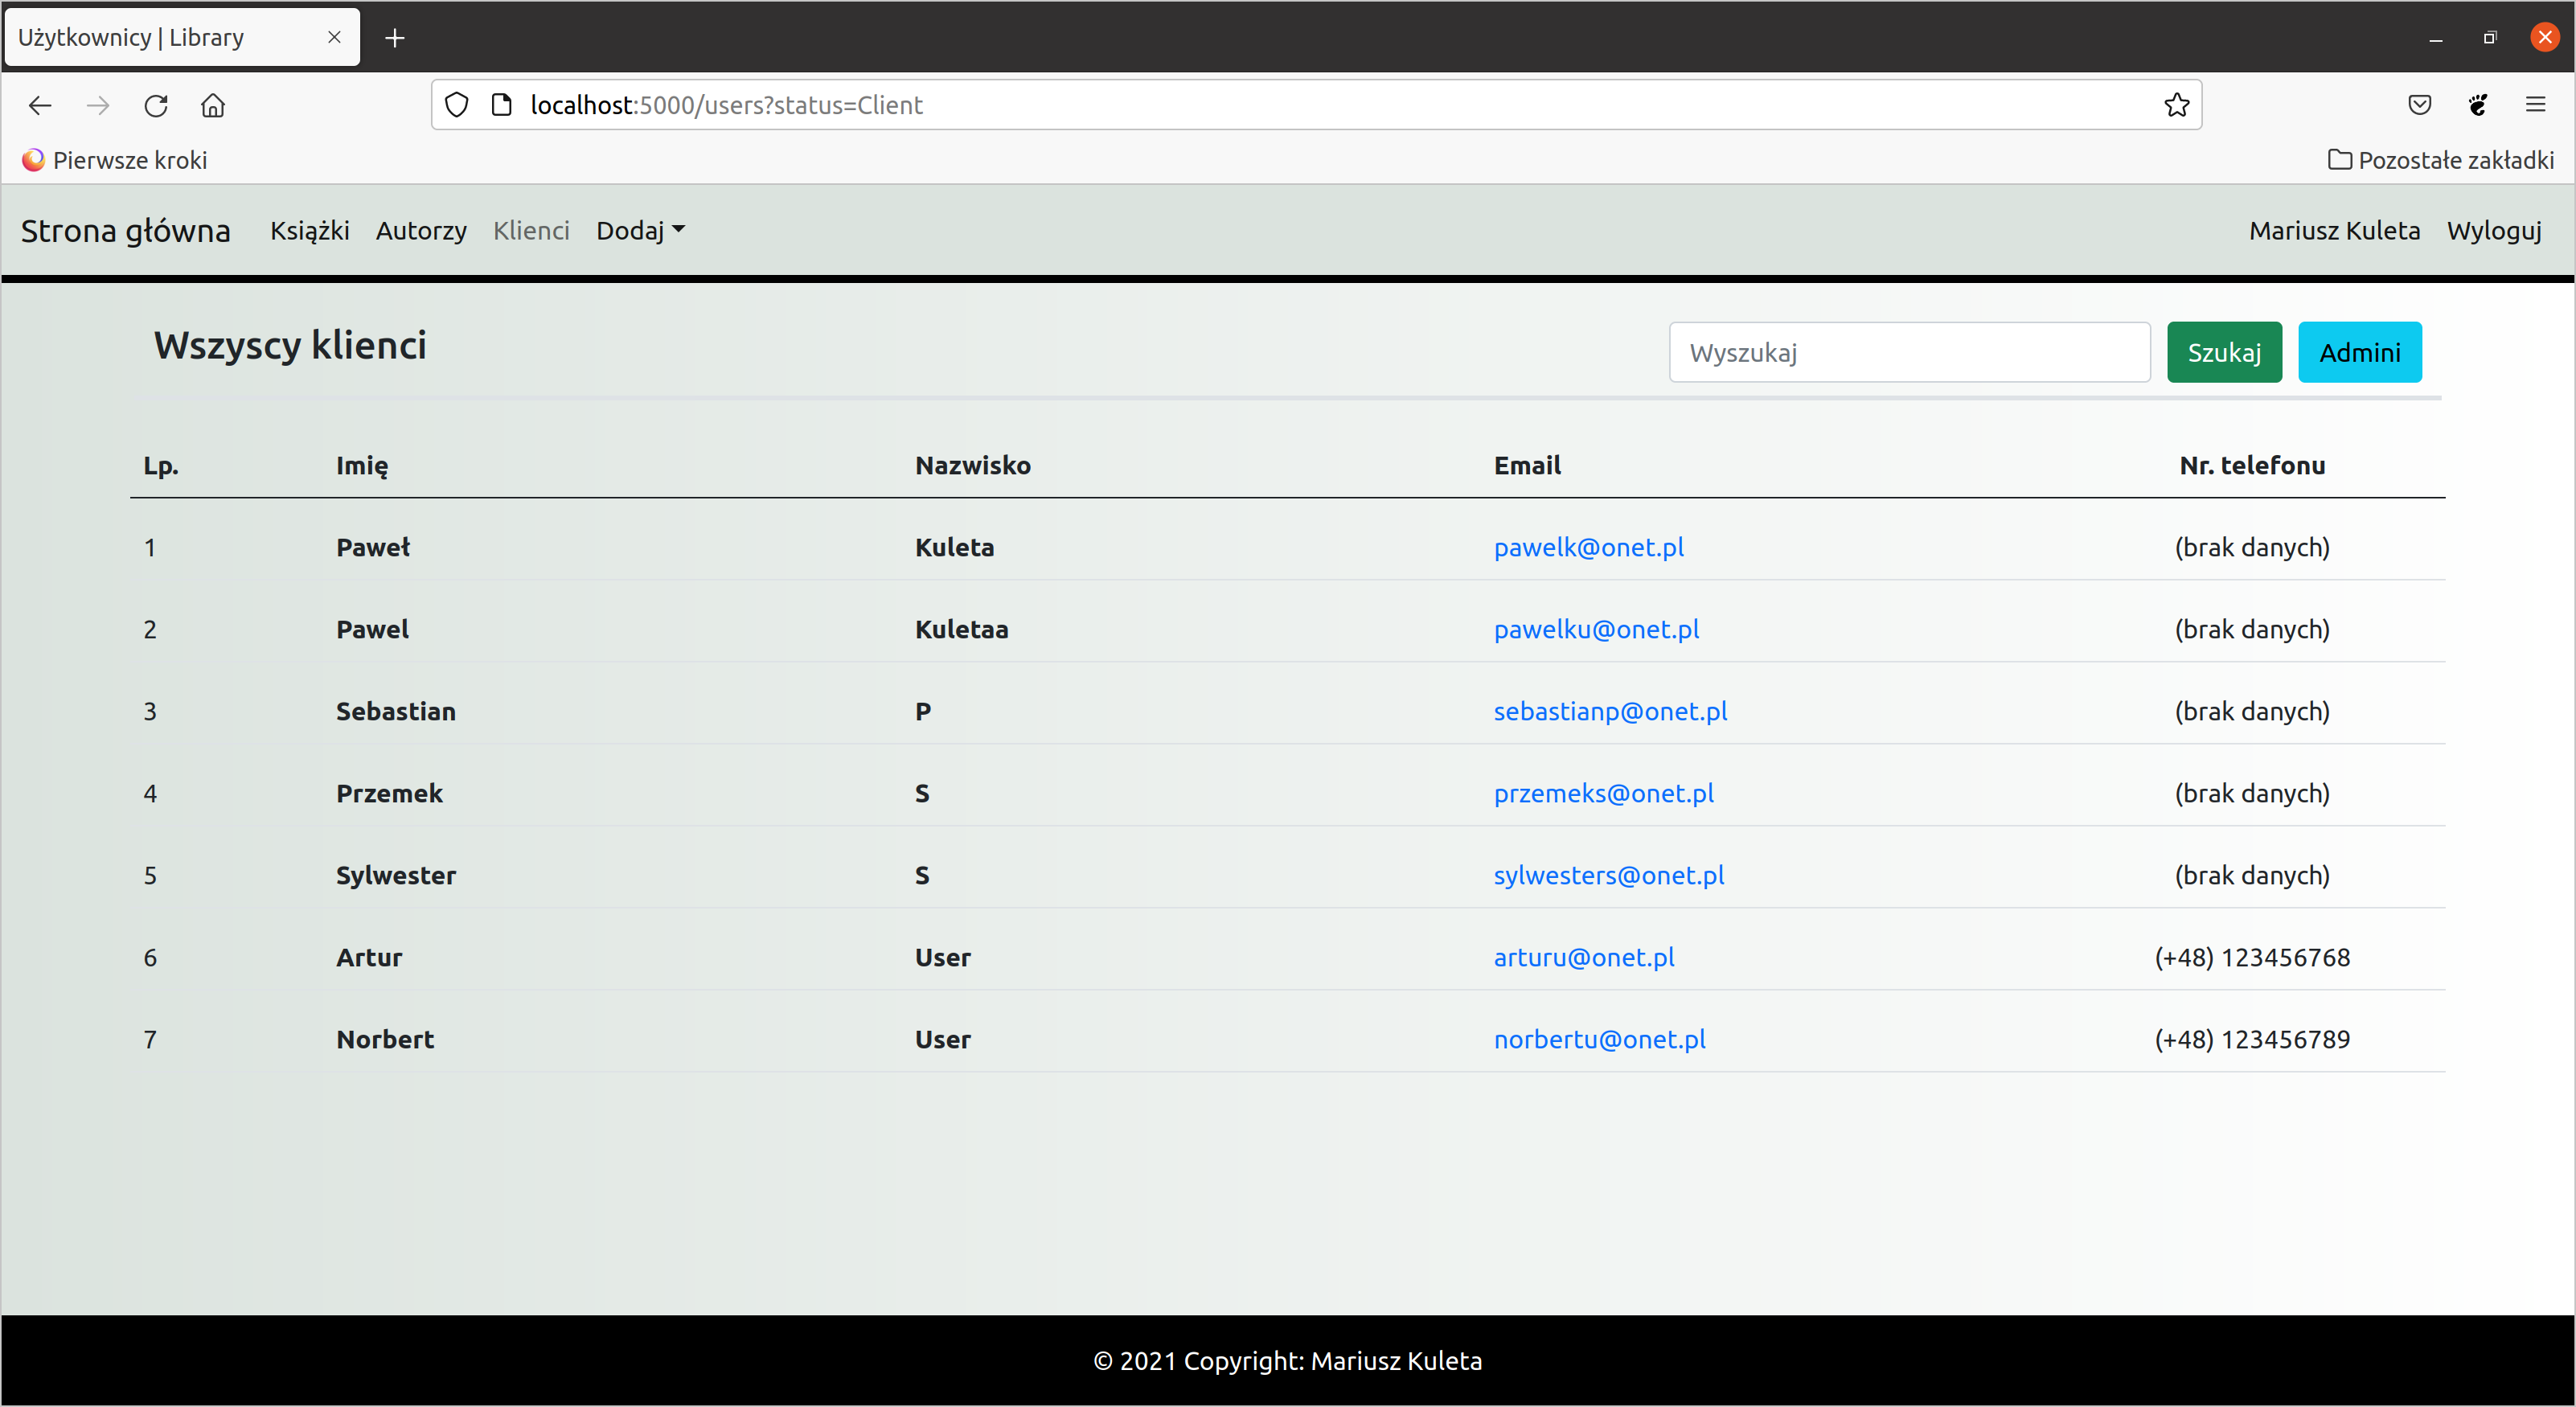 Użytkownicy | Library
localhost:5000/users?status=Client
Pierwsze kroki Pozostałe zakładki
Strona główna Książki Autorzy Klienci Dodaj Mariusz Kuleta Wyloguj
Wszyscy klienci Wyszukaj Szukaj Admini
Lp. Imię Nazwisko Email Nr. telefonu
1 Paweł Kuleta pawelk@onet.pl (brak danych)
2 Pawel Kuletaa pawelku@onet.pl (brak danych)
3 Sebastian P sebastianp@onet.pl (brak danych)
4 Przemek S przemeks@onet.pl (brak danych)
5 Sylwester S sylwesters@onet.pl (brak danych)
6 Artur User arturu@onet.pl (+48) 123456768
7 Norbert User norbertu@onet.pl (+48) 123456789
© 2021 Copyright: Mariusz Kuleta